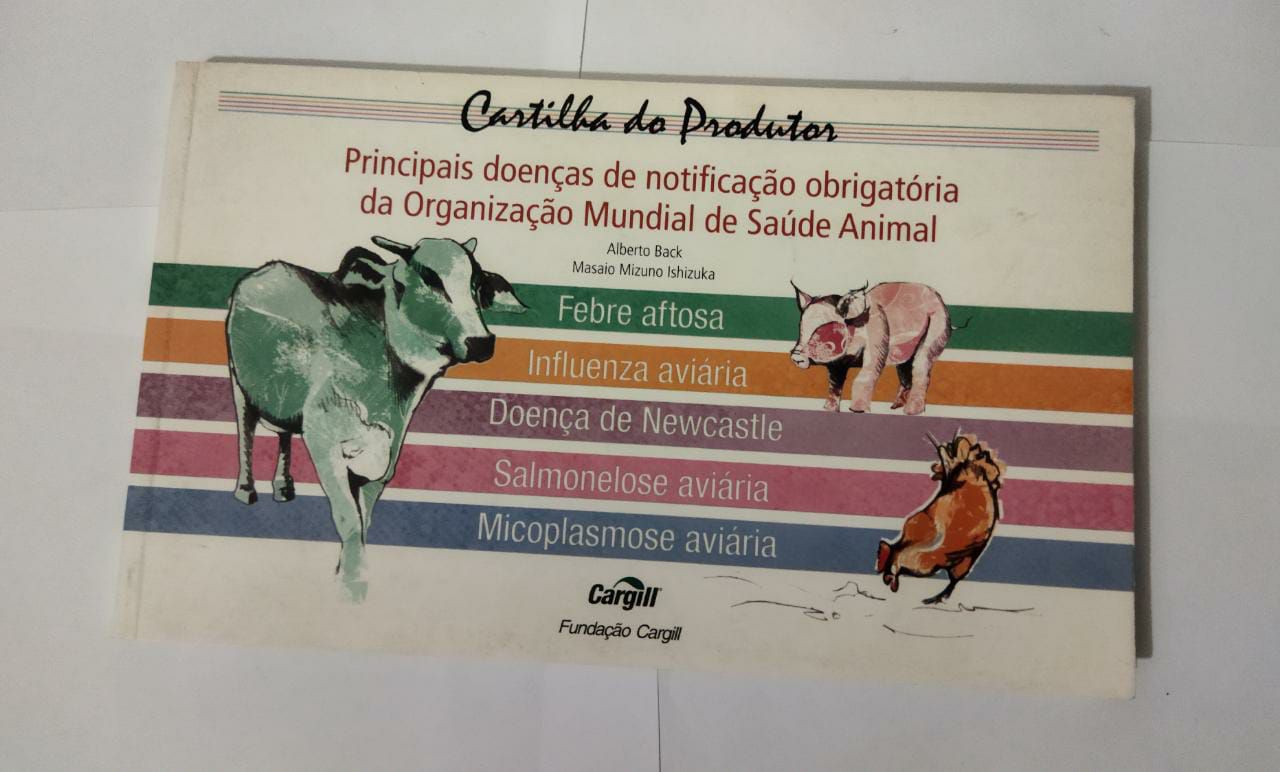 Cartilha do Produtor
Principais doenças de notificação obrigatória
da Organização Mundial de Saúde Animal
Alberto Back
Masaio Mizuno Ishizuka
Febre aftosa
Influenza aviária
Doença de Newcastle
Salmonelose aviária
Micoplasmose aviária
Cargill
Fundação Cargill